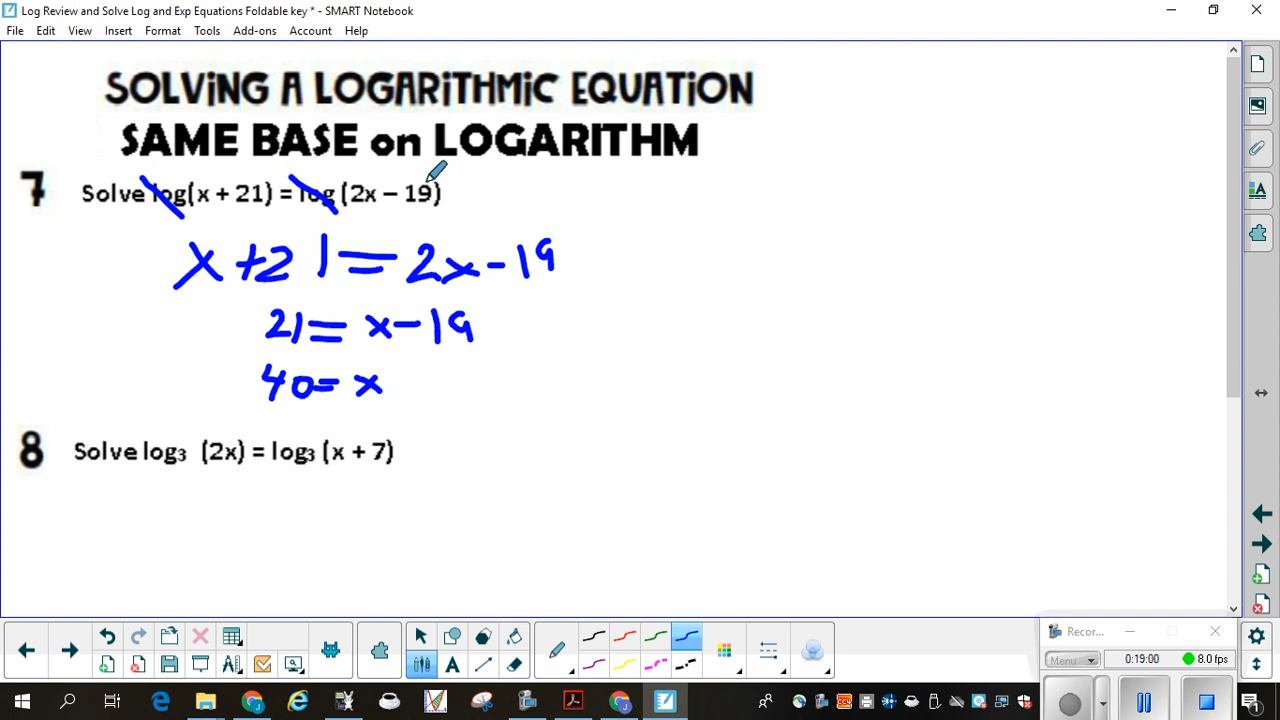 Log Review and Solve Log and Exp Equations Foldable key * - SMART Notebook
File Edit View Insert Format Tools Add-ons Account Help
SOLVING A LOGARITHMIC EQUATION
SAME BASE on LOGARITHM
7 Solve log(x + 21) = log (2x – 19)
x + 21 = 2x - 19
21 = x - 19
40 = x
8 Solve log₃ (2x) = log₃ (x + 7)
Recor...
Menu 0:19:00 8.0 fps